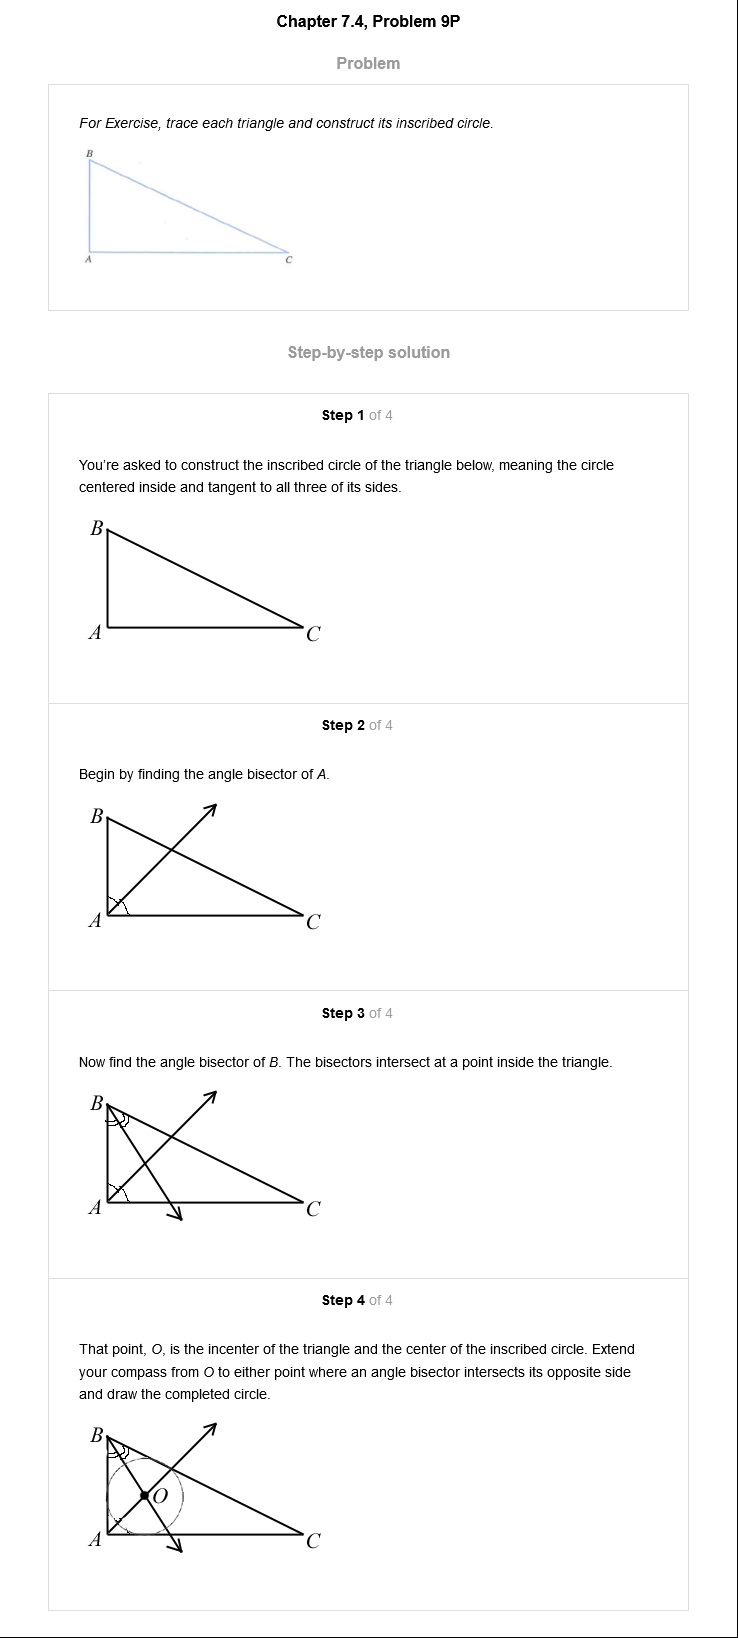 Chapter 7.4, Problem 9P
Problem
For Exercise, trace each triangle and construct its inscribed circle.
B
A
C
Step-by-step solution
Step 1 of 4
You're asked to construct the inscribed circle of the triangle below, meaning the circle
centered inside and tangent to all three of its sides.
B
A
C
Step 2 of 4
Begin by finding the angle bisector of A.
B
A
C
Step 3 of 4
Now find the angle bisector of B. The bisectors intersect at a point inside the triangle.
B
A
C
Step 4 of 4
That point, O, is the incenter of the triangle and the center of the inscribed circle. Extend
your compass from O to either point where an angle bisector intersects its opposite side
and draw the completed circle.
B
O
A
C